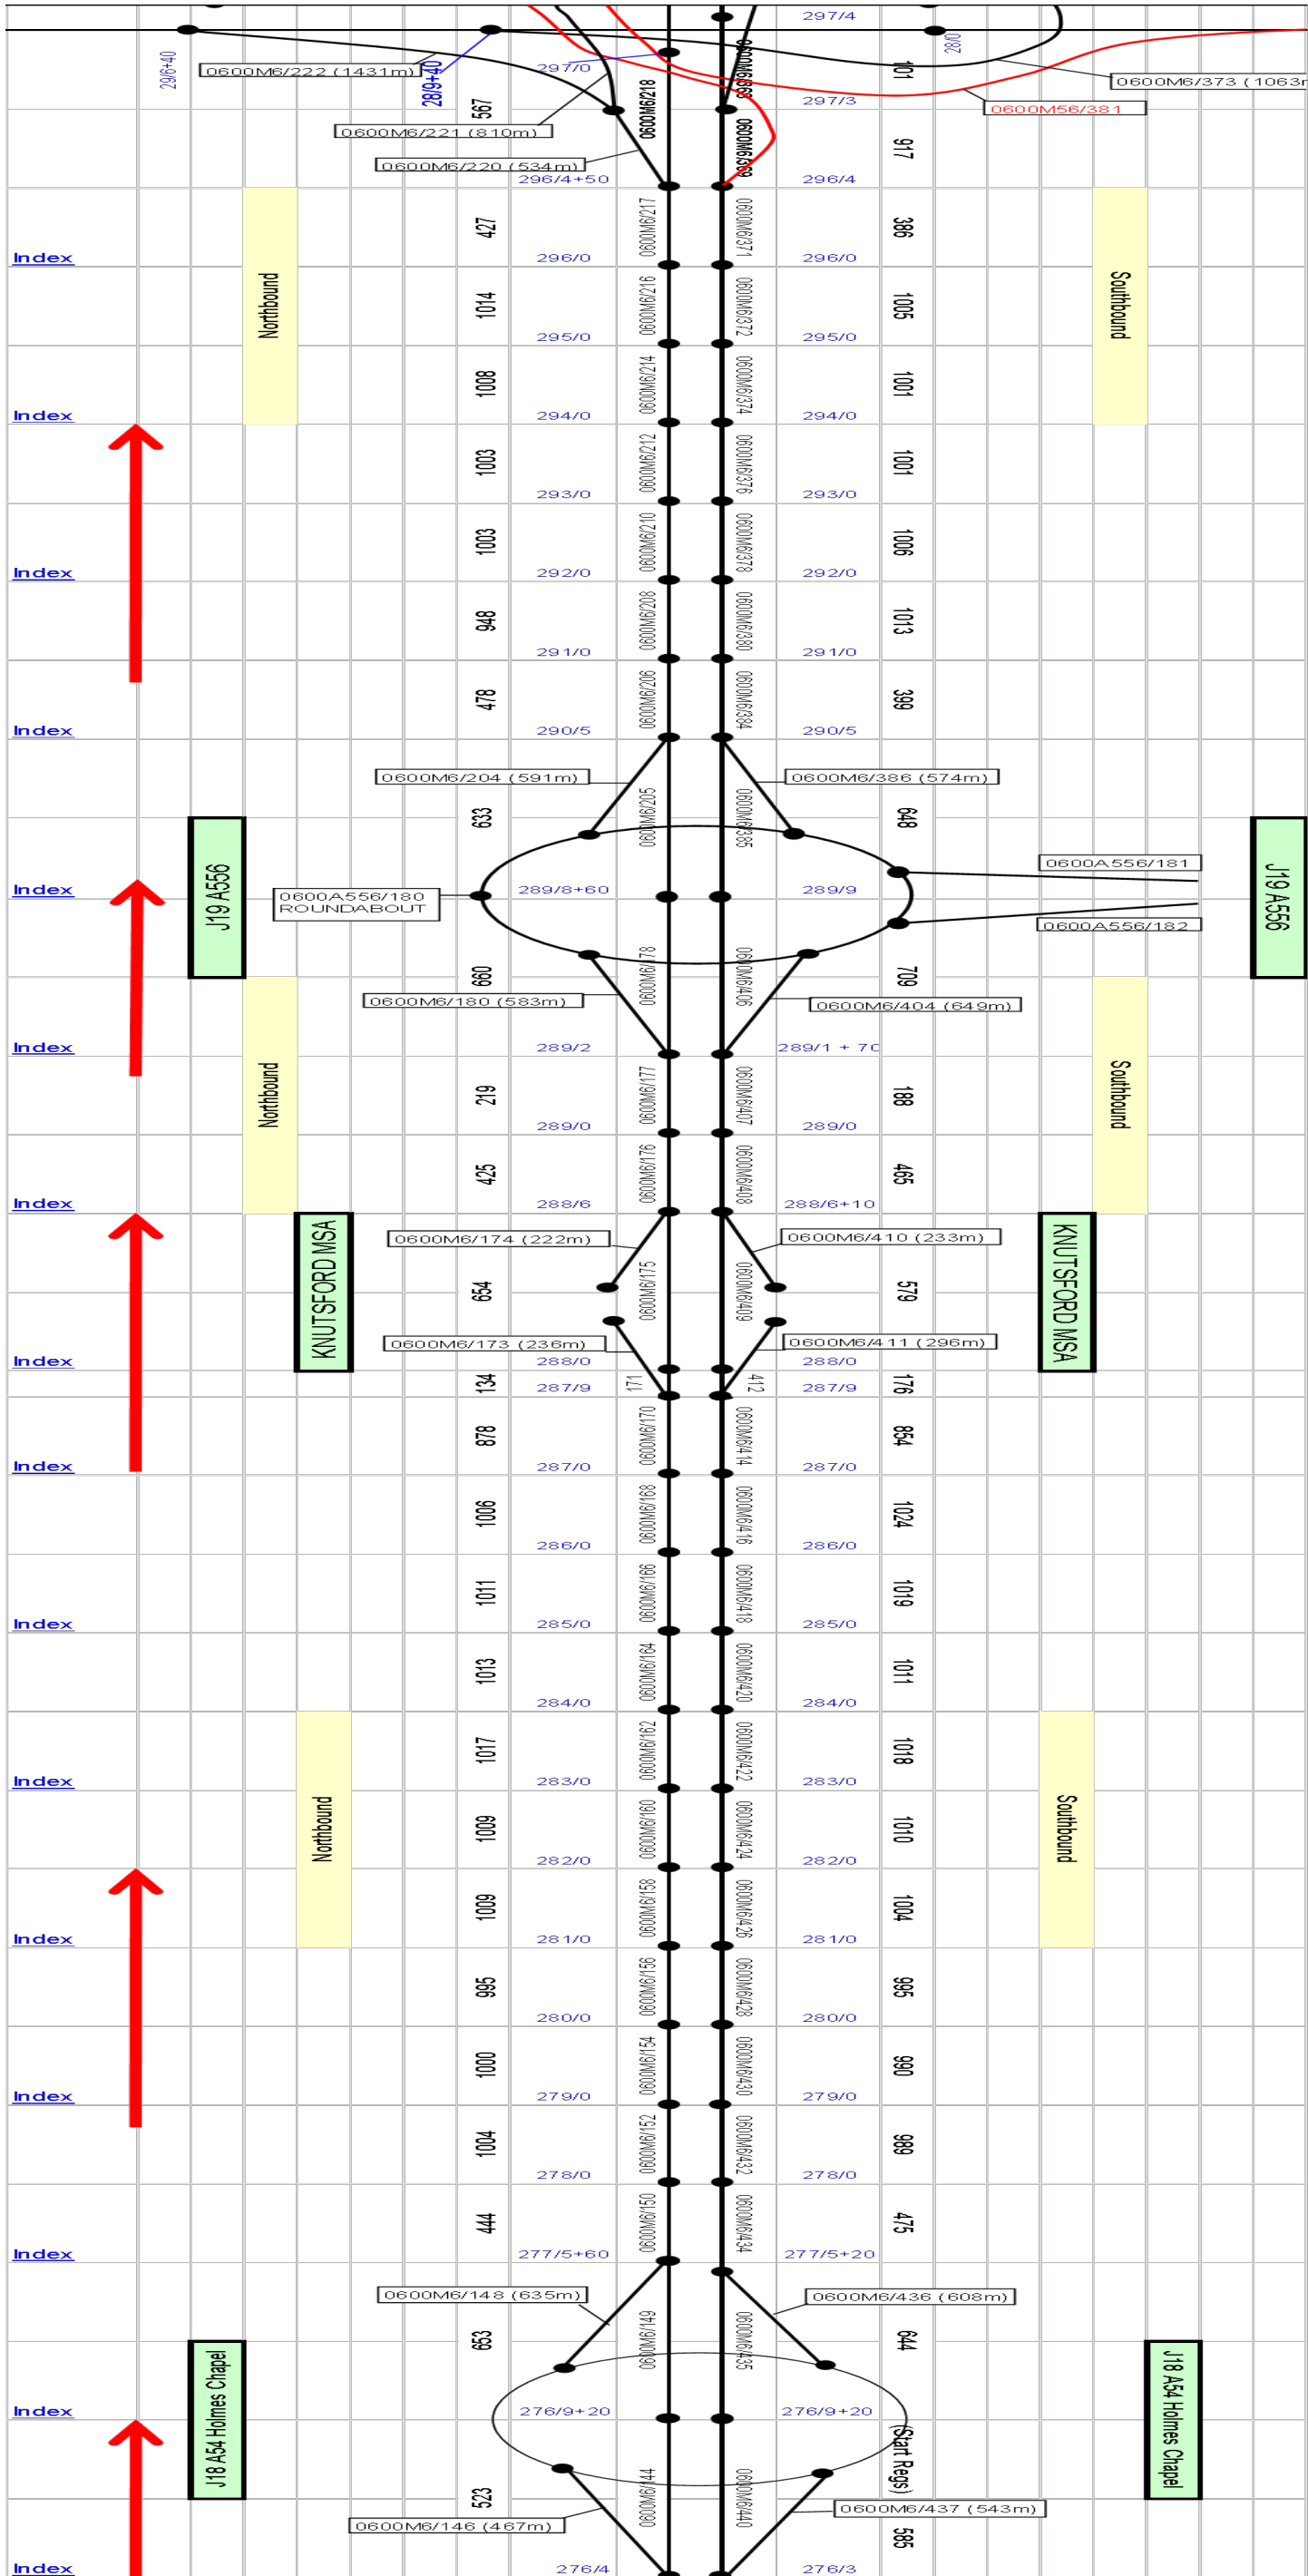 297/4
29/6+40
28/0
0600M6/222 (1431m)
28/9+40
297/0
101
0600M6/373 (1063m
567
0600M6/218
297/3
0600M56/381
0600M6/221 (810m)
0600M6/369
917
0600M6/220 (534m)
296/4+50
296/4
427
0600M6/217
0600M6/371
386
Index
296/0
296/0
Northbound
Southbound
1014
0600M6/216
0600M6/372
1005
295/0
295/0
1008
0600M6/214
0600M6/374
1001
Index
294/0
294/0
1003
0600M6/212
0600M6/376
1001
293/0
293/0
1003
0600M6/210
0600M6/378
1006
Index
292/0
292/0
948
0600M6/208
0600M6/380
1013
291/0
291/0
478
0600M6/206
0600M6/384
399
Index
290/5
290/5
0600M6/204 (591m)
0600M6/386 (574m)
633
0600M6/205
0600M6/385
648
0600A556/181
J19 A556
J19 A556
0600A556/180
ROUNDABOUT
289/8+60
289/9
0600A556/182
660
0600M6/178
0600M6/406
709
0600M6/180 (583m)
0600M6/404 (649m)
Index
289/2
289/1 + 70
Northbound
Southbound
219
0600M6/177
0600M6/407
188
289/0
289/0
425
0600M6/176
0600M6/408
465
Index
288/6
288/6+10
0600M6/174 (222m)
0600M6/410 (233m)
KNUTSFORD MSA
KNUTSFORD MSA
654
0600M6/175
0600M6/409
579
0600M6/173 (236m)
0600M6/411 (296m)
Index
288/0
288/0
134
171
412
176
287/9
287/9
878
0600M6/170
0600M6/414
854
Index
287/0
287/0
1006
0600M6/168
0600M6/416
1024
286/0
286/0
1011
0600M6/166
0600M6/418
1019
Index
285/0
285/0
1013
0600M6/164
0600M6/420
1011
284/0
284/0
1017
0600M6/162
0600M6/422
1018
Index
283/0
283/0
Northbound
Southbound
1009
0600M6/160
0600M6/424
1010
282/0
282/0
1009
0600M6/158
0600M6/426
1004
Index
281/0
281/0
995
0600M6/156
0600M6/428
995
280/0
280/0
1000
0600M6/154
0600M6/430
990
Index
279/0
279/0
1004
0600M6/152
0600M6/432
989
278/0
278/0
444
0600M6/150
0600M6/434
475
Index
277/5+60
277/5+20
0600M6/148 (635m)
0600M6/436 (608m)
653
0600M6/149
0600M6/435
644
J18 A54 Holmes Chapel
J18 A54 Holmes Chapel
Index
276/9+20
276/9+20
(Start Regs)
523
0600M6/144
0600M6/440
0600M6/146 (467m)
0600M6/437 (543m)
585
Index
276/4
276/3